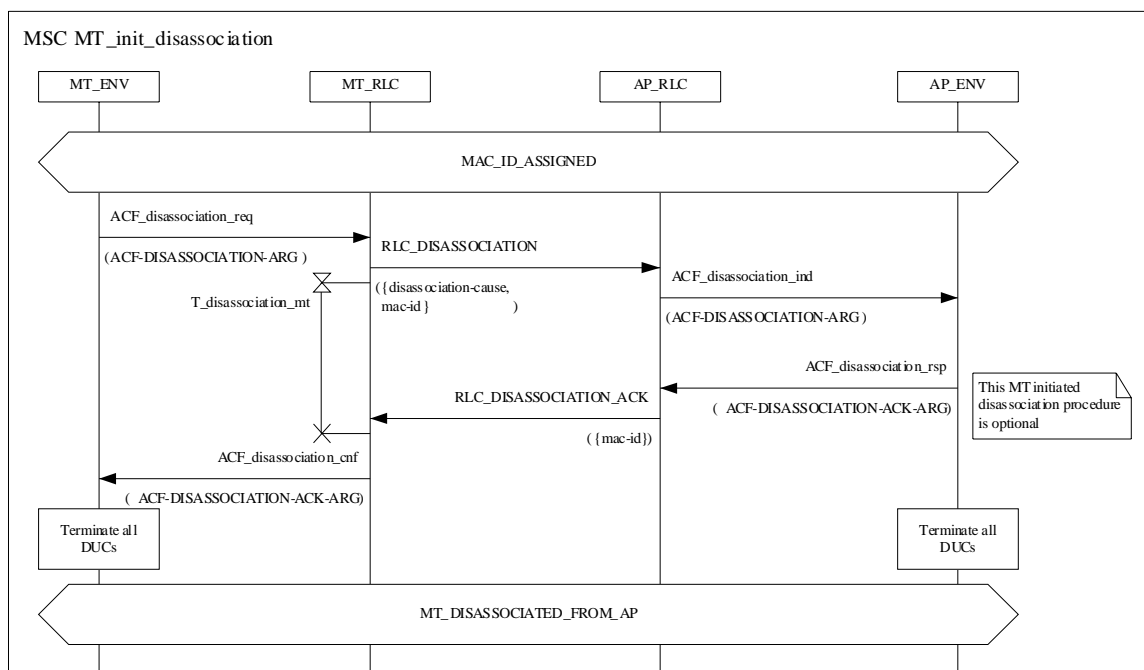 MSC MT_init_disassociation
MT_ENV
MT_RLC
AP_RLC
AP_ENV
MAC_ID_ASSIGNED
ACF_disassociation_req
(ACF-DISASSOCIATION-ARG )
RLC_DISASSOCIATION
({disassociation-cause,
mac-id } )
T_disassociation_mt
ACF_disassociation_ind
(ACF-DISASSOCIATION-ARG)
ACF_disassociation_rsp
( ACF-DISASSOCIATION-ACK-ARG)
RLC_DISASSOCIATION_ACK
( {mac-id})
This MT initiated
disassociation procedure
is optional
ACF_disassociation_cnf
( ACF-DISASSOCIATION-ACK-ARG)
Terminate all
DUCs
Terminate all
DUCs
MT_DISASSOCIATED_FROM_AP